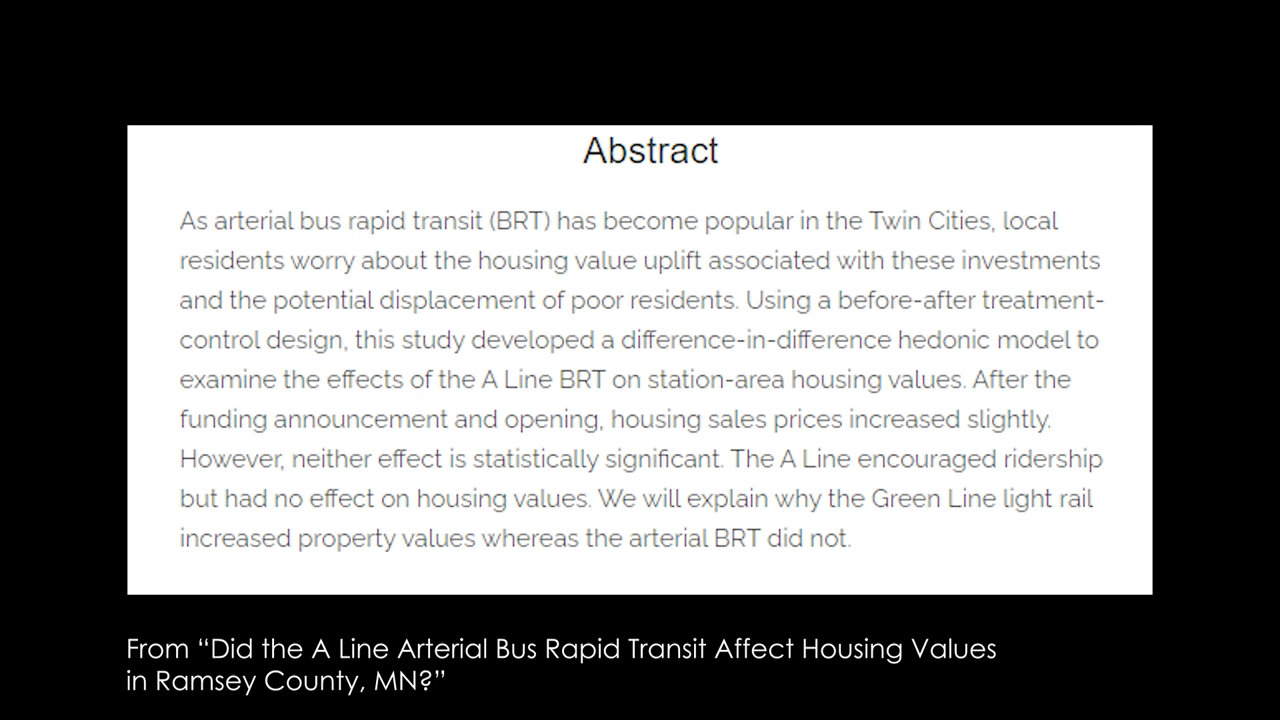 Abstract
As arterial bus rapid transit (BRT) has become popular in the Twin Cities, local
residents worry about the housing value uplift associated with these investments
and the potential displacement of poor residents. Using a before-after treatment-
control design, this study developed a difference-in-difference hedonic model to
examine the effects of the A Line BRT on station-area housing values. After the
funding announcement and opening, housing sales prices increased slightly.
However, neither effect is statistically significant. The A Line encouraged ridership
but had no effect on housing values. We will explain why the Green Line light rail
increased property values whereas the arterial BRT did not.
From “Did the A Line Arterial Bus Rapid Transit Affect Housing Values
in Ramsey County, MN?”